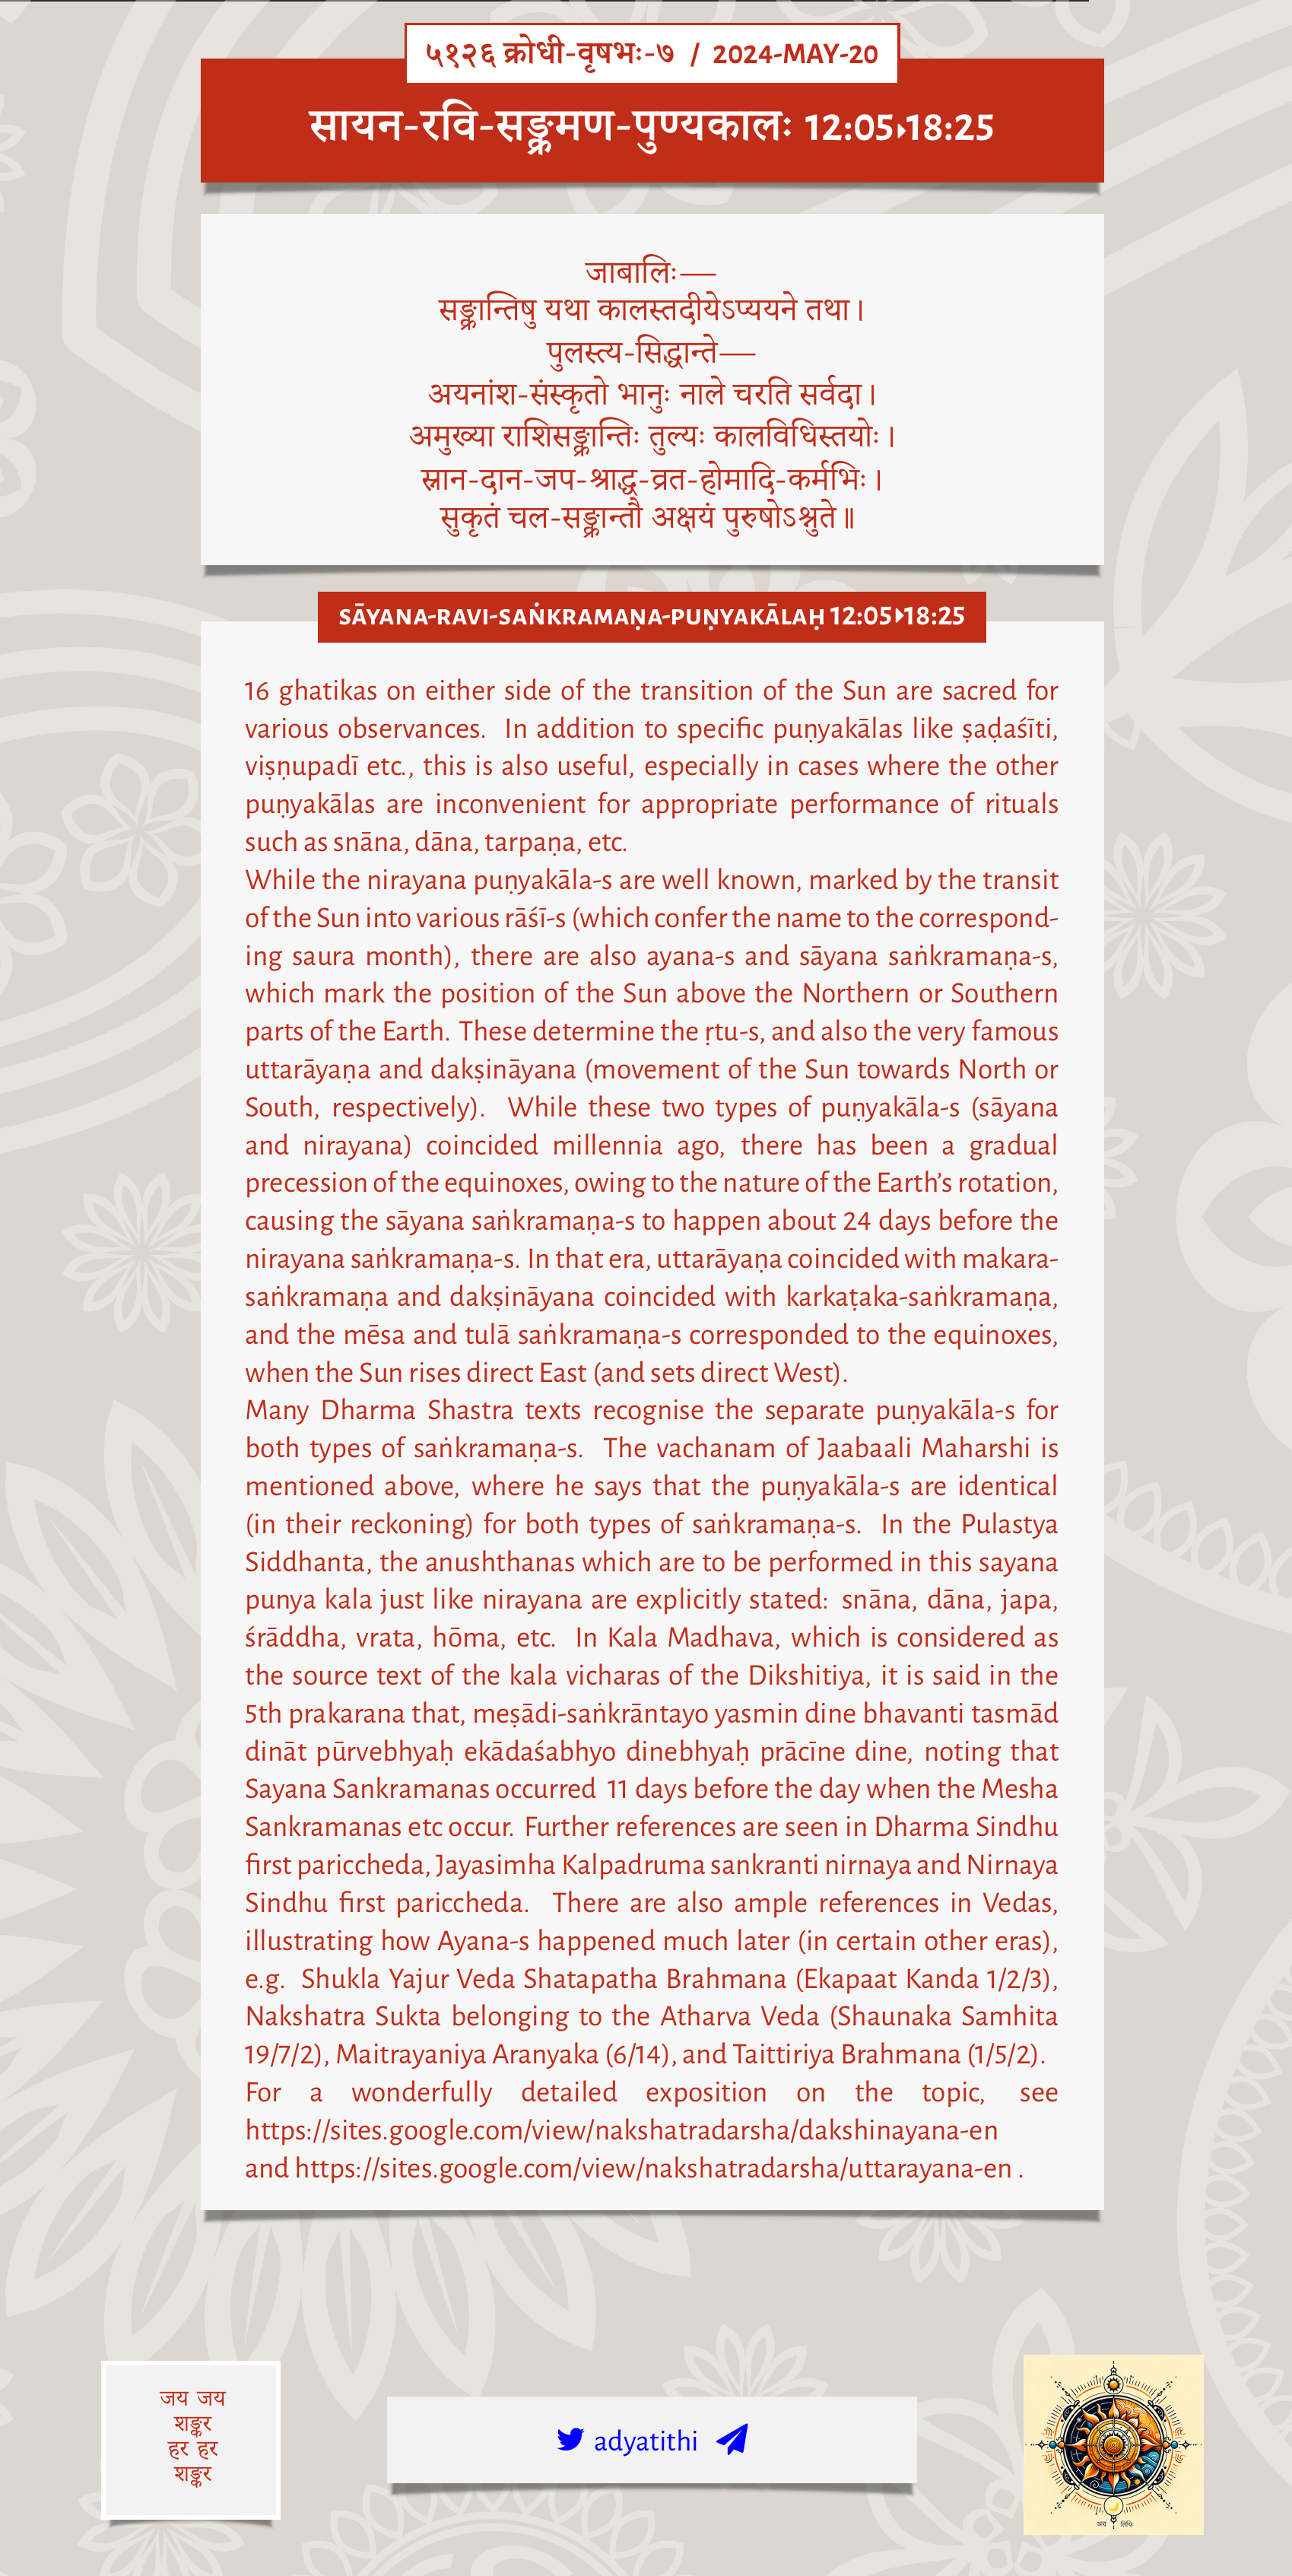 ५१२६ क्रोधी-वृषभः-७ / 2024-MAY-20
सायन-रवि-सङ्क्रमण-पुण्यकालः 12:05▸18:25
जाबालिः—
सङ्क्रान्तिषु यथा कालस्तदीयेऽप्ययने तथा।
पुलस्त्य-सिद्धान्ते—
अयनांश-संस्कृतो भानुः नाले चरति सर्वदा।
अमुख्या राशिसङ्क्रान्तिः तुल्यः कालविधिस्तयोः।
स्नान-दान-जप-श्राद्ध-व्रत-होमादि-कर्मभिः।
सुकृतं चल-सङ्क्रान्तौ अक्षयं पुरुषोऽश्नुते॥
SĀYANA-RAVI-SAṄKRAMAṆA-PUṆYAKĀLAḤ 12:05▸18:25
16 ghatikas on either side of the transition of the Sun are sacred for
various observances. In addition to specific puṇyakālas like ṣaḍaśīti,
viṣṇupadī etc., this is also useful, especially in cases where the other
puṇyakālas are inconvenient for appropriate performance of rituals
such as snāna, dāna, tarpaṇa, etc.
While the nirayana puṇyakāla-s are well known, marked by the transit
of the Sun into various rāśī-s (which confer the name to the correspond-
ing saura month), there are also ayana-s and sāyana saṅkramaṇa-s,
which mark the position of the Sun above the Northern or Southern
parts of the Earth. These determine the ṛtu-s, and also the very famous
uttarāyaṇa and dakṣināyana (movement of the Sun towards North or
South, respectively). While these two types of puṇyakāla-s (sāyana
and nirayana) coincided millennia ago, there has been a gradual
precession of the equinoxes, owing to the nature of the Earth’s rotation,
causing the sāyana saṅkramaṇa-s to happen about 24 days before the
nirayana saṅkramaṇa-s. In that era, uttarāyaṇa coincided with makara-
saṅkramaṇa and dakṣināyana coincided with karkaṭaka-saṅkramaṇa,
and the mēsa and tulā saṅkramaṇa-s corresponded to the equinoxes,
when the Sun rises direct East (and sets direct West).
Many Dharma Shastra texts recognise the separate puṇyakāla-s for
both types of saṅkramaṇa-s. The vachanam of Jaabaali Maharshi is
mentioned above, where he says that the puṇyakāla-s are identical
(in their reckoning) for both types of saṅkramaṇa-s. In the Pulastya
Siddhanta, the anushthanas which are to be performed in this sayana
punya kala just like nirayana are explicitly stated: snāna, dāna, japa,
śrāddha, vrata, hōma, etc. In Kala Madhava, which is considered as
the source text of the kala vicharas of the Dikshitiya, it is said in the
5th prakarana that, meṣādi-saṅkrāntayo yasmin dine bhavanti tasmād
dināt pūrvebhyaḥ ekādaśabhyo dinebhyaḥ prācīne dine, noting that
Sayana Sankramanas occurred 11 days before the day when the Mesha
Sankramanas etc occur. Further references are seen in Dharma Sindhu
first pariccheda, Jayasimha Kalpadruma sankranti nirnaya and Nirnaya
Sindhu first pariccheda. There are also ample references in Vedas,
illustrating how Ayana-s happened much later (in certain other eras),
e.g. Shukla Yajur Veda Shatapatha Brahmana (Ekapaat Kanda 1/2/3),
Nakshatra Sukta belonging to the Atharva Veda (Shaunaka Samhita
19/7/2), Maitrayaniya Aranyaka (6/14), and Taittiriya Brahmana (1/5/2).
For a wonderfully detailed exposition on the topic, see
https://sites.google.com/view/nakshatradarsha/dakshinayana-en
and https://sites.google.com/view/nakshatradarsha/uttarayana-en .
जय जय
शङ्कर
हर हर
शङ्कर
adyatithi
अद्य तिथिः